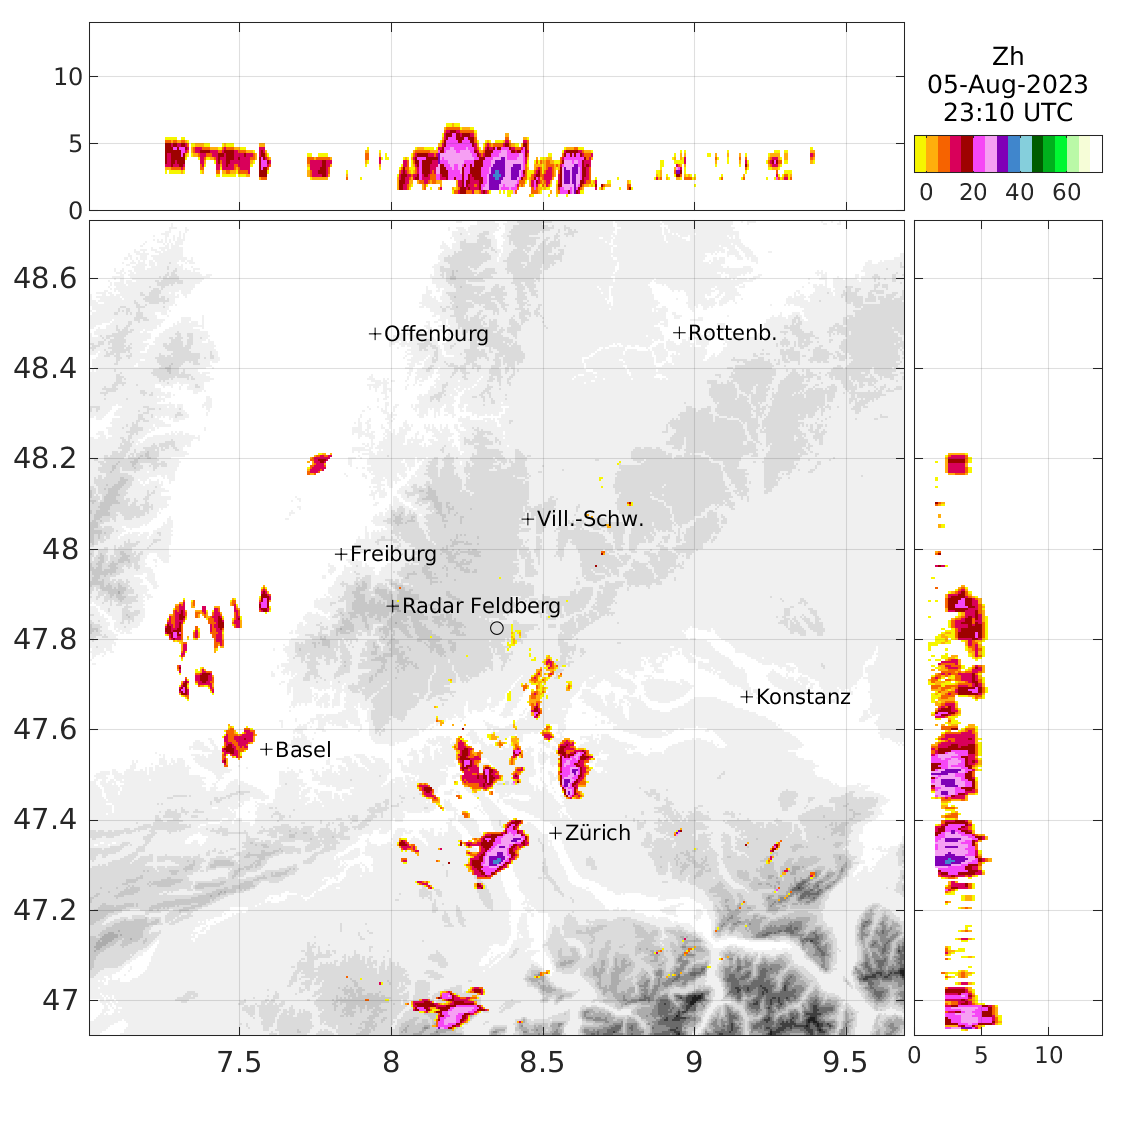 Zh
05-Aug-2023
23:10 UTC
0 20 40 60
10
5
0
48.6
48.4
48.2
48
47.8
47.6
47.4
47.2
47
+Offenburg
+Rottenb.
+Vill.-Schw.
+Freiburg
+Radar Feldberg
+Konstanz
+Basel
+Zürich
7.5 8 8.5 9 9.5
0 5 10